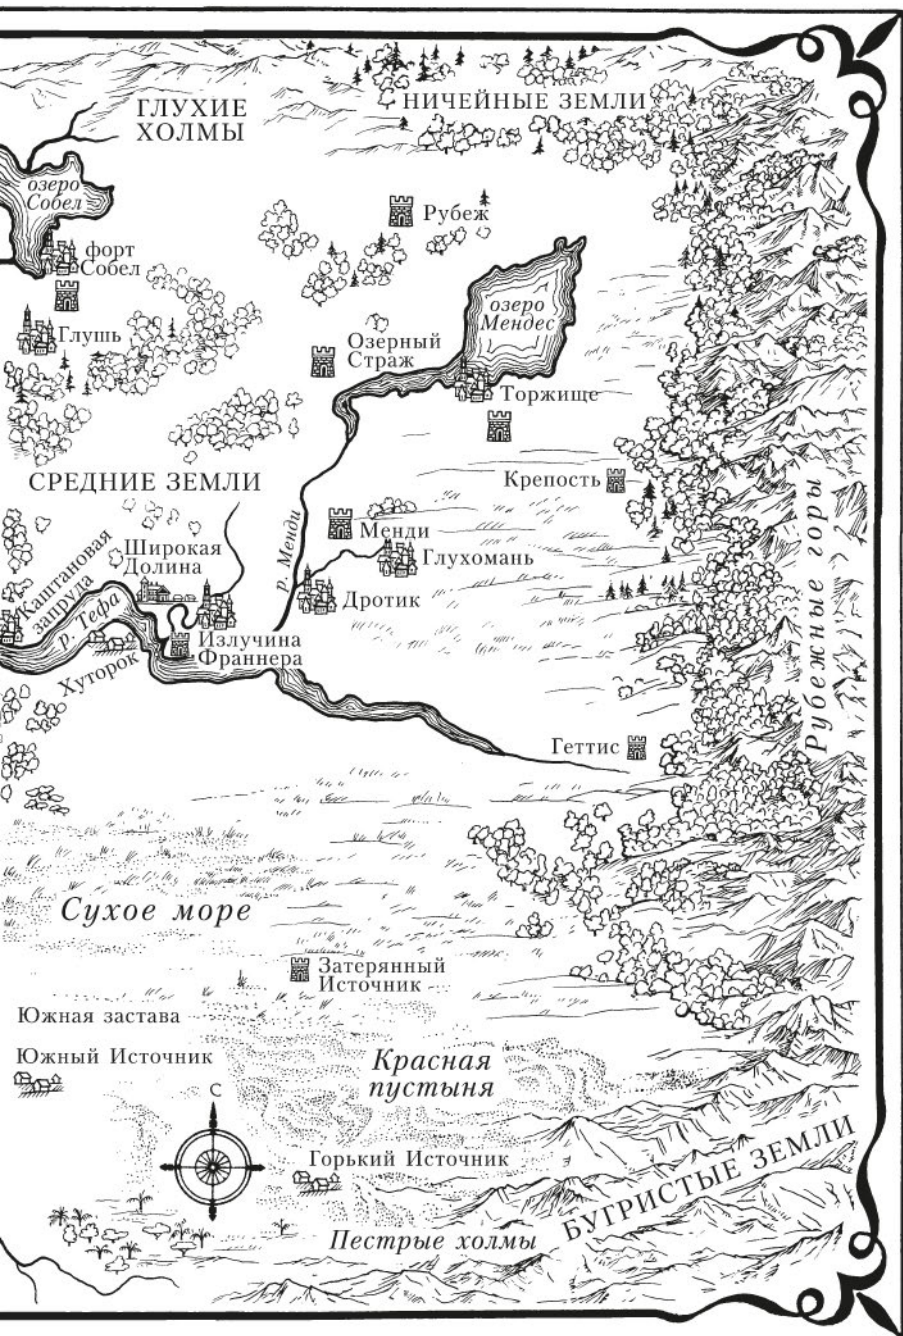 ГЛУХИЕ
ХОЛМЫ
НИЧЕЙНЫЕ ЗЕМЛИ
озеро
Собел
Рубеж
форт
Собел
озеро
Мендес
Глушь
Озерный
Страж
Торжище
СРЕДНИЕ ЗЕМЛИ
Крепость
р. Менди
Менди
Глухомань
Широкая
Долина
Дротик
Каштановая
запруда
р. Тефа
Излучина
Франнера
Хуторок
Рубежные горы
Геттис
Сухое море
Затерянный
Источник
Южная застава
Южный Источник
Красная
пустыня
С
Горький Источник
БУГРИСТЫЕ ЗЕМЛИ
Пестрые холмы